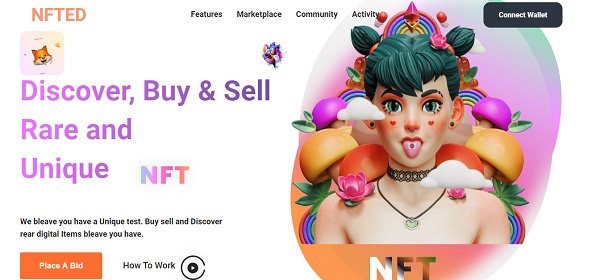 NFTED
Features Marketplace Community Activity
Connect Wallet
Discover, Buy & Sell
Rare and
Unique
NFT
We bleave you have a Unique test. Buy sell and Discover
rear digital Items bleave you have.
Place A Bid
How To Work
NFT